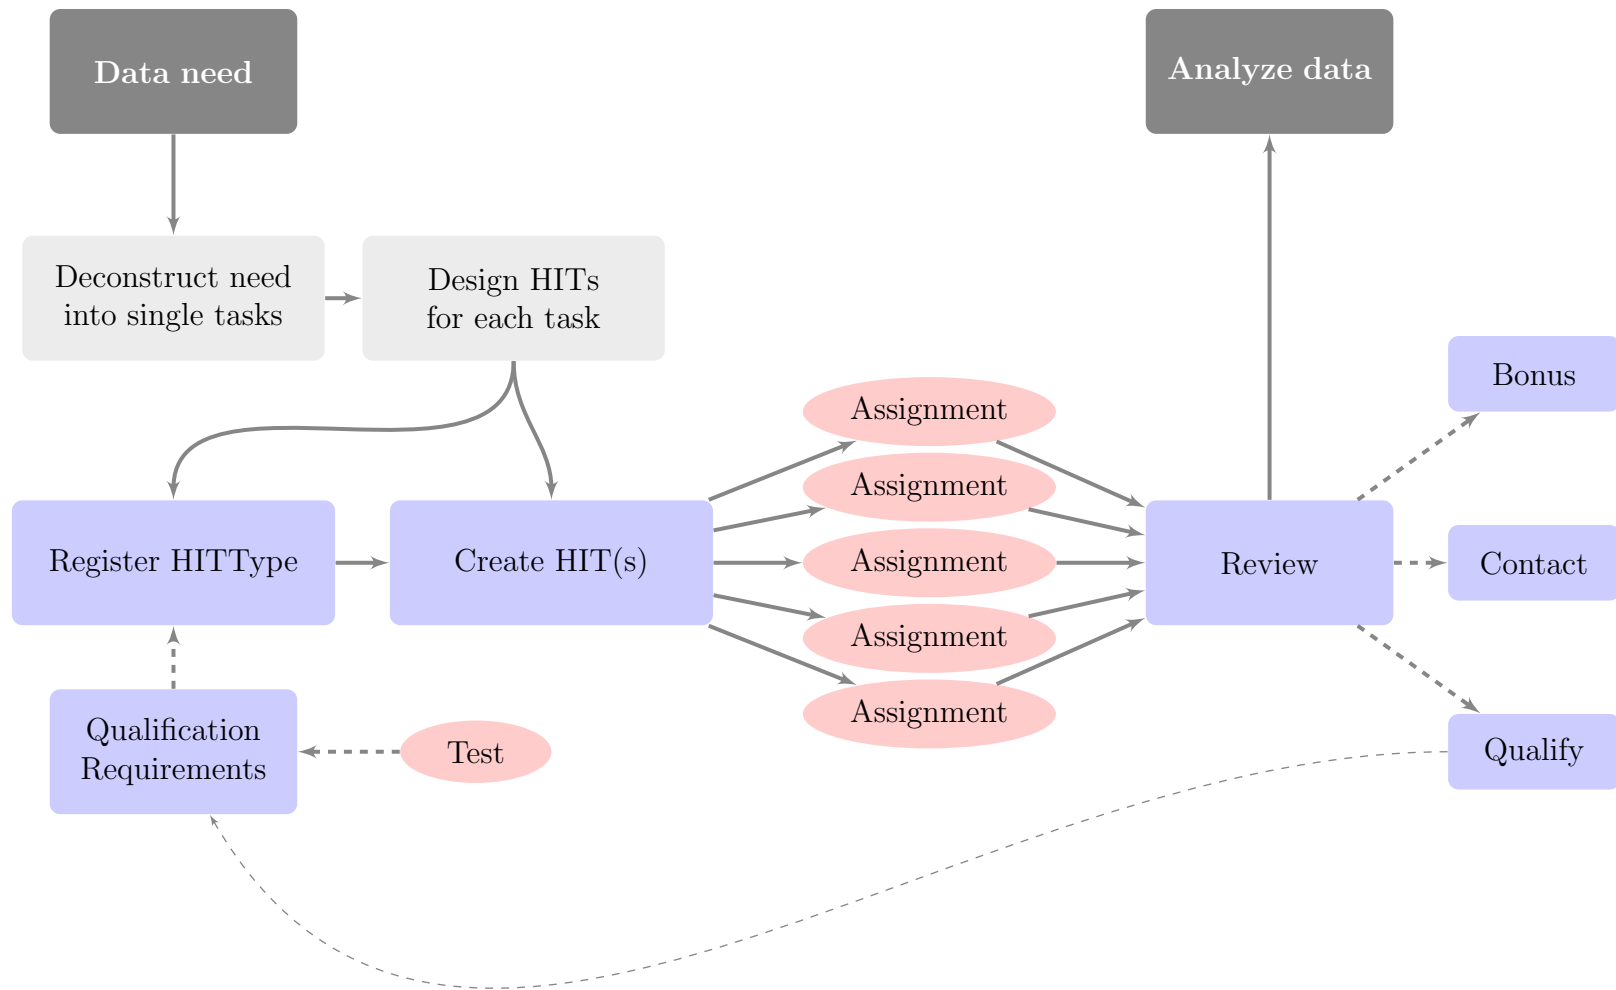 Data need
Analyze data
Deconstruct need
into single tasks
Design HITs
for each task
Bonus
Assignment
Assignment
Register HITType
Create HIT(s)
Assignment
Review
Contact
Assignment
Assignment
Qualification
Requirements
Test
Qualify